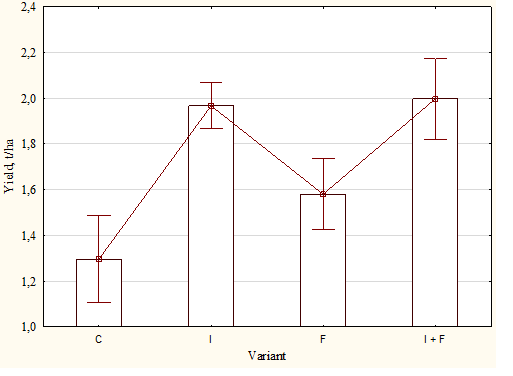 2,4
2,2
2,0
1,8
1,6
1,4
1,2
1,0
Yield, t/ha
C I F I + F
Variant